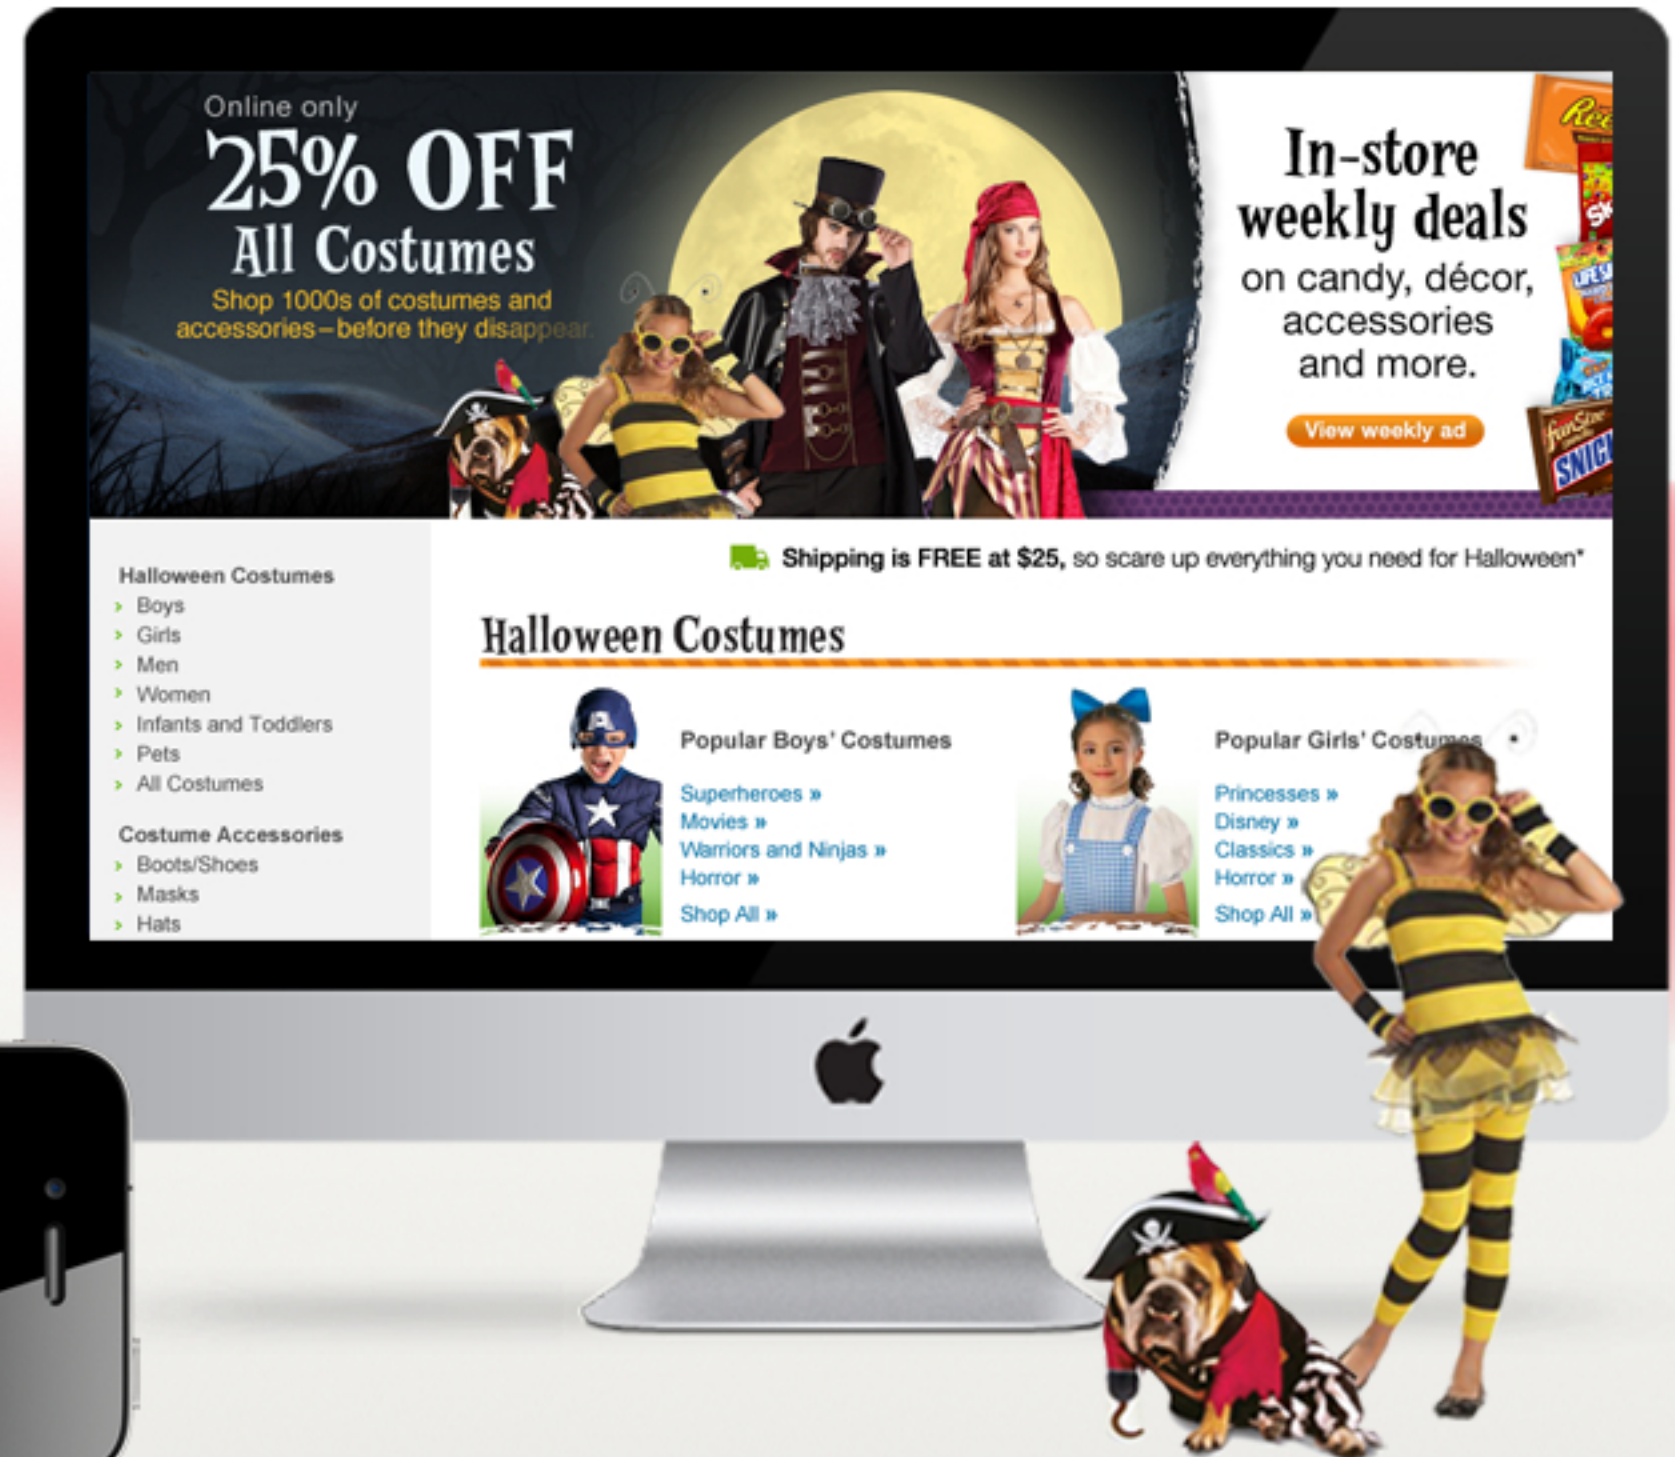 Online only
25% OFF
All Costumes
Shop 1000s of costumes and
accessories–before they disappear.
In-store
weekly deals
on candy, décor,
accessories
and more.
View weekly ad
funSize
Shipping is FREE at $25, so scare up everything you need for Halloween*
Halloween Costumes
Boys
Girls
Men
Women
Infants and Toddlers
Pets
All Costumes
Costume Accessories
Boots/Shoes
Masks
Hats
Halloween Costumes
Popular Boys' Costumes
Superheroes »
Movies »
Warriors and Ninjas »
Horror »
Shop All »
Popular Girls' Costumes
Princesses »
Disney »
Classics »
Horror »
Shop All »